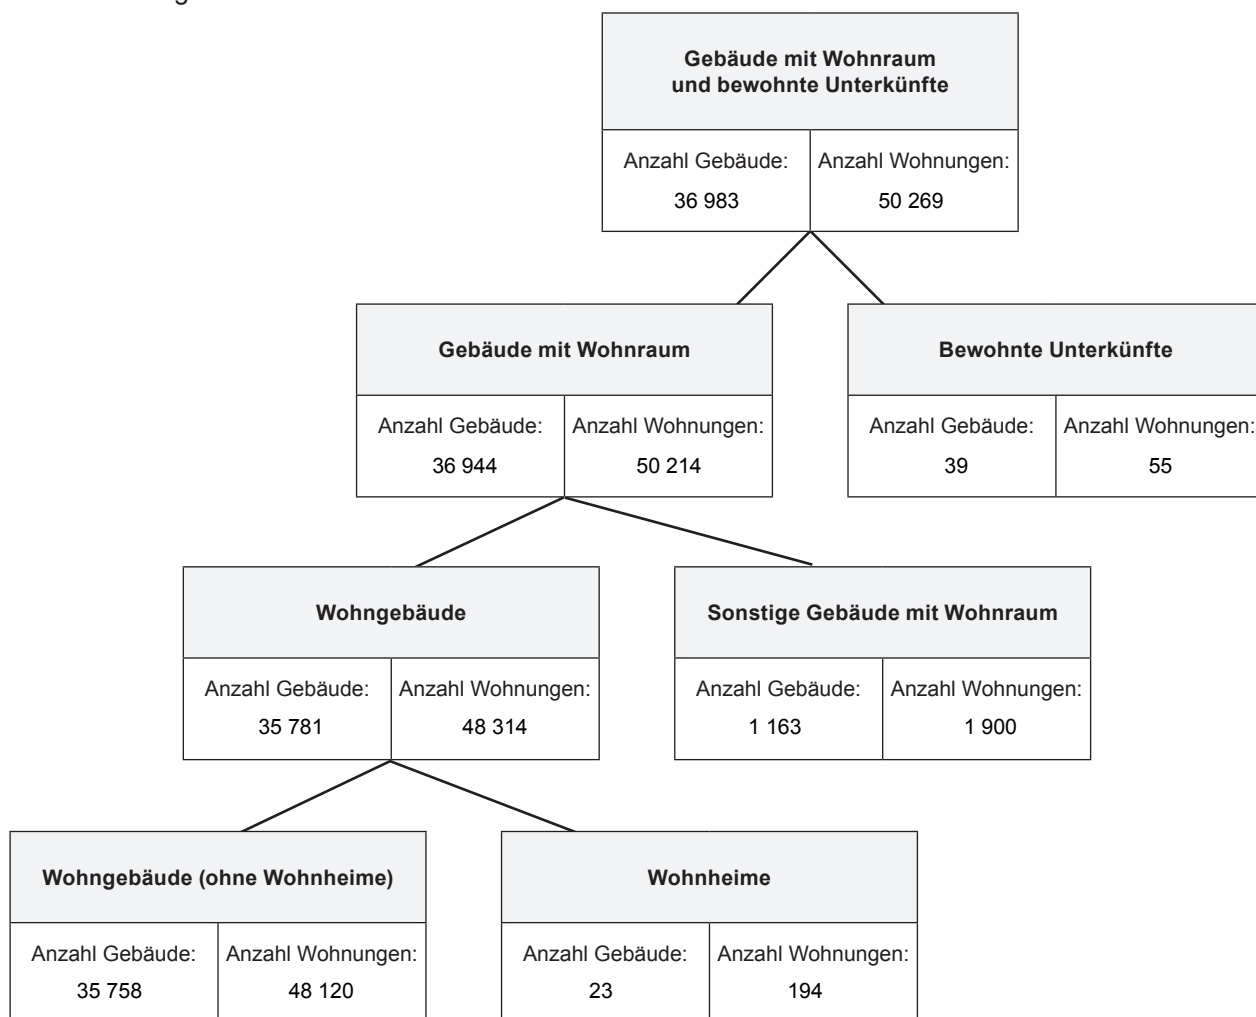 Gebäude mit Wohnraum
und bewohnte Unterkünfte
Anzahl Gebäude: Anzahl Wohnungen:
36 983 50 269
Gebäude mit Wohnraum
Anzahl Gebäude: Anzahl Wohnungen:
36 944 50 214
Bewohnte Unterkünfte
Anzahl Gebäude: Anzahl Wohnungen:
39 55
Wohngebäude
Anzahl Gebäude: Anzahl Wohnungen:
35 781 48 314
Sonstige Gebäude mit Wohnraum
Anzahl Gebäude: Anzahl Wohnungen:
1 163 1 900
Wohngebäude (ohne Wohnheime)
Anzahl Gebäude: Anzahl Wohnungen:
35 758 48 120
Wohnheime
Anzahl Gebäude: Anzahl Wohnungen:
23 194